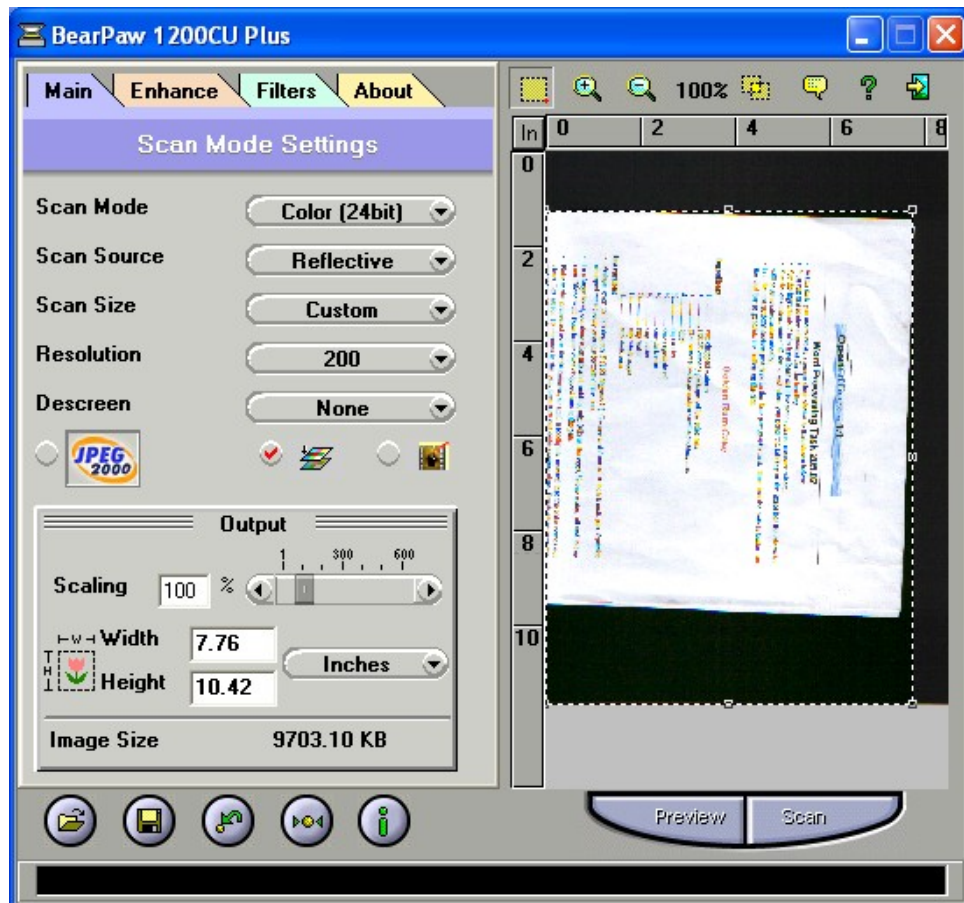 BearPaw 1200CU Plus
Main Enhance Filters About
100%
Scan Mode Settings
In 0 2 4 6 8
0
2
4
6
8
10
Scan Mode Color (24bit)
Scan Source Reflective
Scan Size Custom
Resolution 200
Descreen None
JPEG
2000
Output
1 300 600
Scaling 100 %
W Width 7.76
H Height 10.42
Inches
Image Size 9703.10 KB
Word Processing Task
Preview Scan